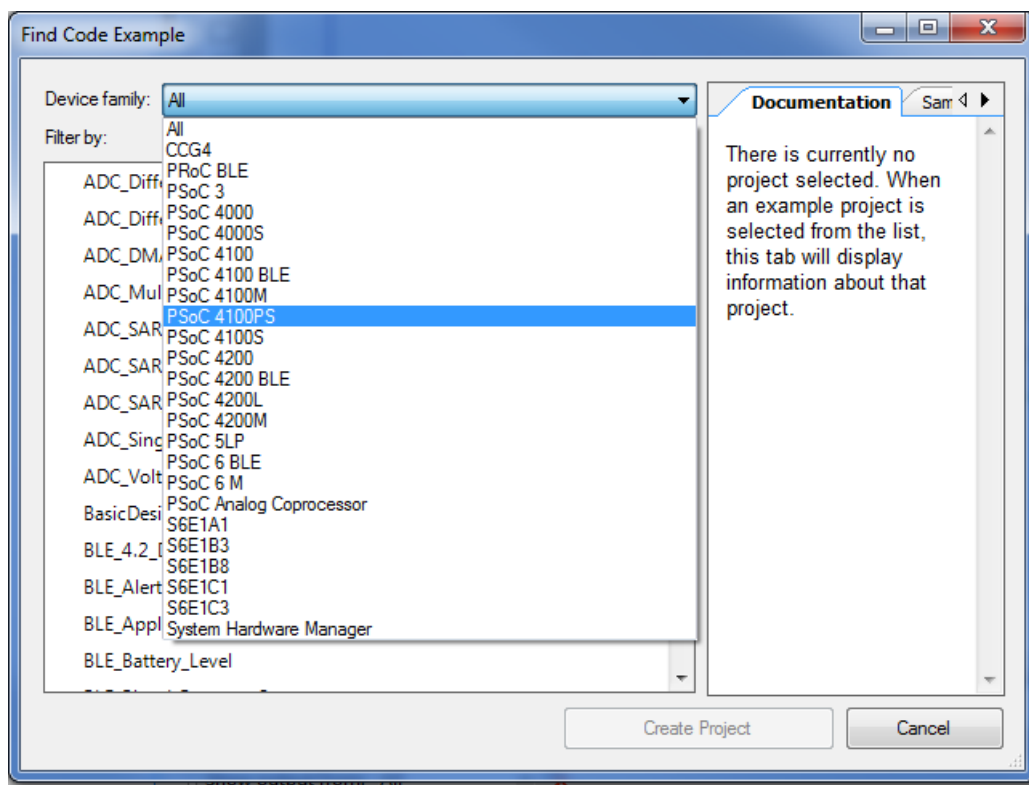 Find Code Example
Device family: All
Filter by:
All
CCG4
PRoC BLE
PSoC 3
PSoC 4000
PSoC 4000S
PSoC 4100
PSoC 4100 BLE
PSoC 4100M
PSoC 4100PS
PSoC 4100S
PSoC 4200
PSoC 4200 BLE
PSoC 4200L
PSoC 4200M
PSoC 5LP
PSoC 6 BLE
PSoC 6 M
PSoC Analog Coprocessor
S6E1A1
S6E1B3
S6E1B8
S6E1C1
S6E1C3
System Hardware Manager
ADC_Diff
ADC_Diff
ADC_DM
ADC_Mul
ADC_SAR
ADC_SAR
ADC_SAR
ADC_Sing
ADC_Volt
BasicDesi
BLE_4.2_
BLE_Alert
BLE_Appl
BLE_Battery_Level
Documentation Sam
There is currently no
project selected. When
an example project is
selected from the list,
this tab will display
information about that
project.
Create Project Cancel